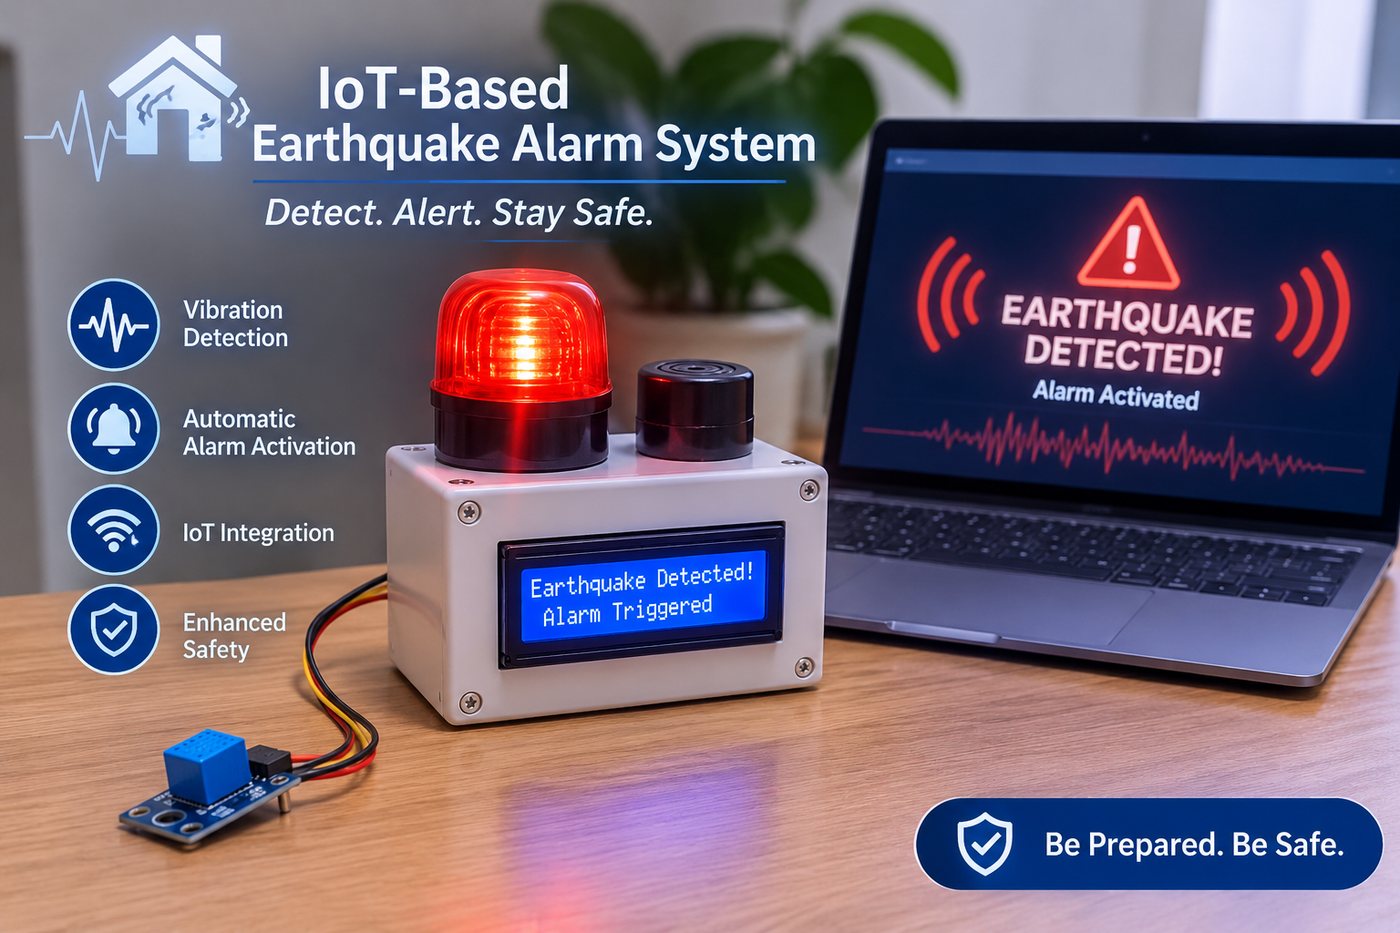 IoT-Based
Earthquake Alarm System
Detect. Alert. Stay Safe.
Vibration
Detection
Automatic
Alarm Activation
IoT Integration
Enhanced
Safety
Earthquake Detected!
Alarm Triggered
EARTHQUAKE
DETECTED!
Alarm Activated
Be Prepared. Be Safe.